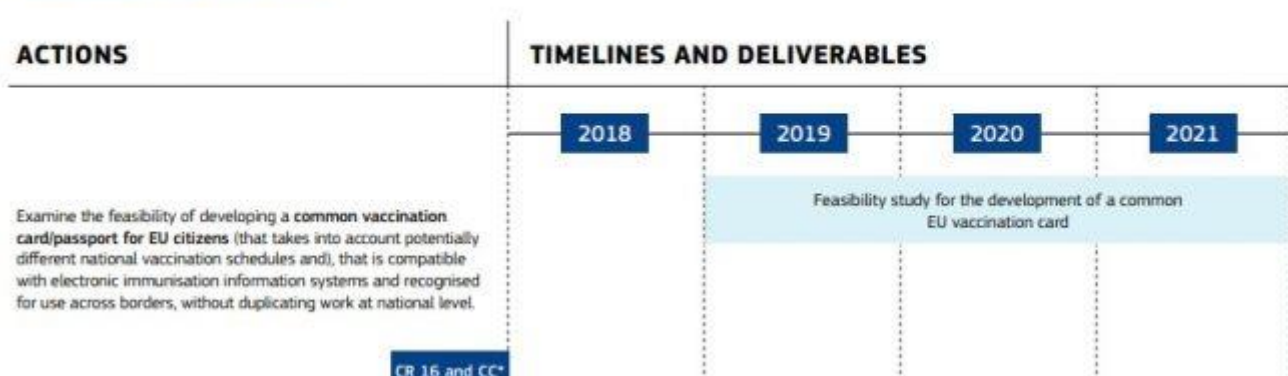 ACTIONS
TIMELINES AND DELIVERABLES
2018
2019
2020
2021
Feasibility study for the development of a common
EU vaccination card
Examine the feasibility of developing a common vaccination
card/passport for EU citizens (that takes into account potentially
different national vaccination schedules and), that is compatible
with electronic immunisation information systems and recognised
for use across borders, without duplicating work at national level.
CR 16 and CC*